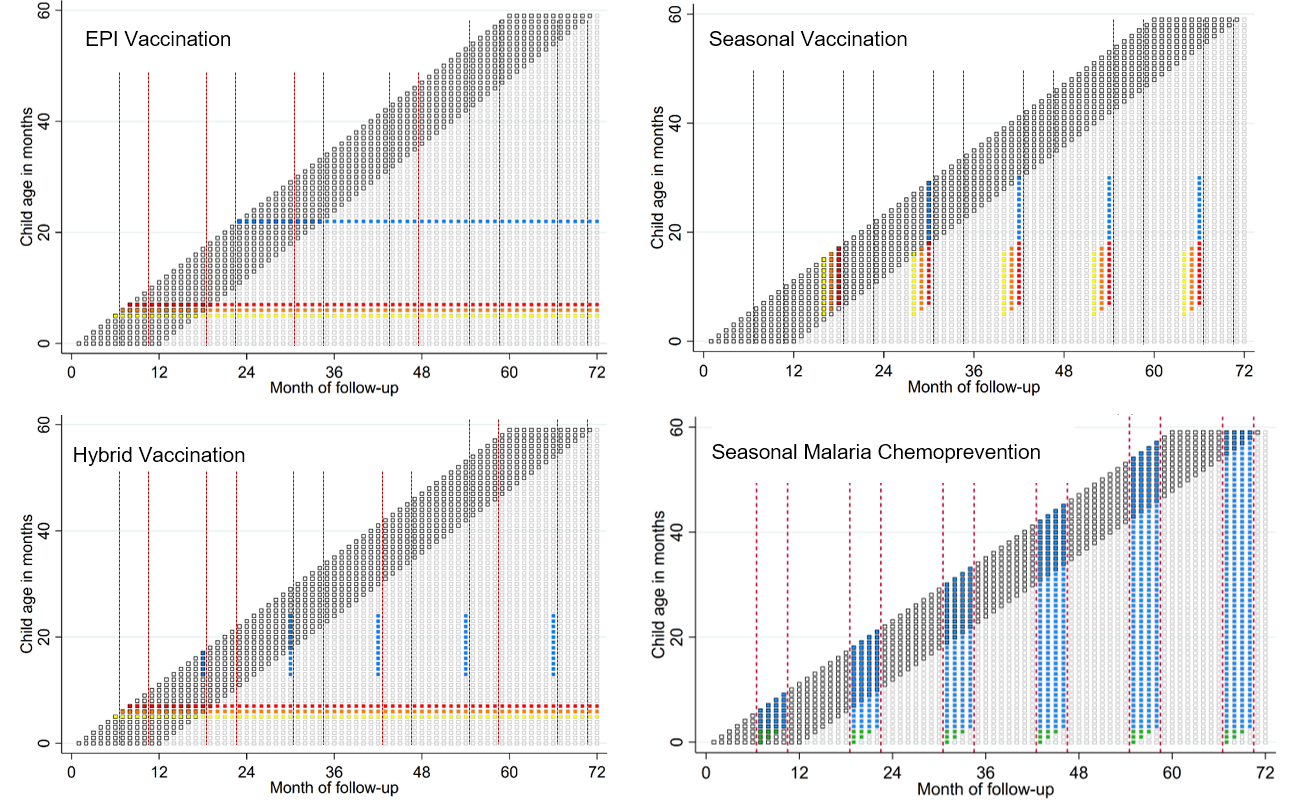 EPI Vaccination
Child age in months
60
40
20
0
0 12 24 36 48 60 72
Month of follow-up
Seasonal Vaccination
Child age in months
60
40
20
0
0 12 24 36 48 60 72
Month of follow-up
Hybrid Vaccination
Child age in months
60
40
20
0
0 12 24 36 48 60 72
Month of follow-up
Seasonal Malaria Chemoprevention
Child age in months
60
40
20
0
0 12 24 36 48 60 72
Month of follow-up